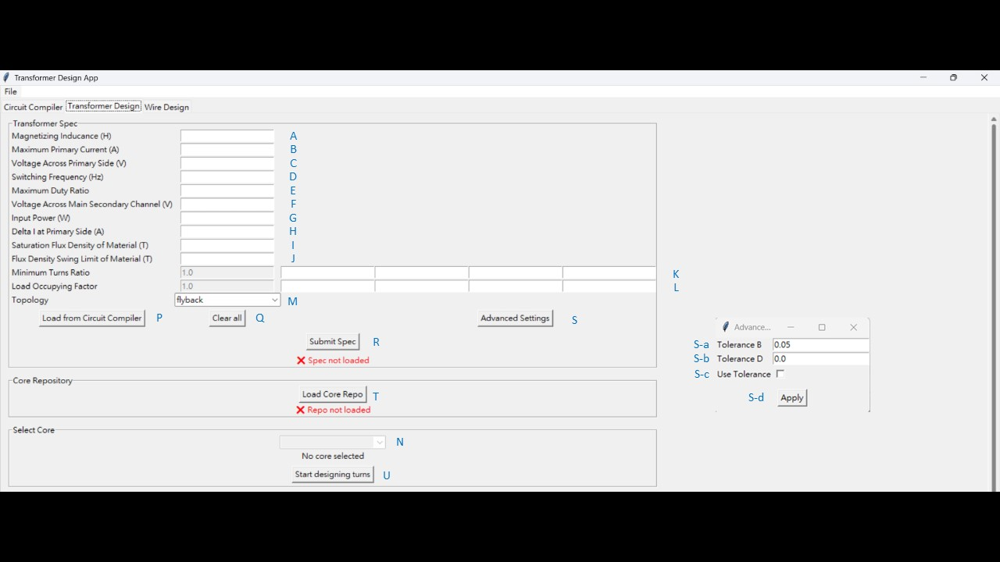 Transformer Design App
File
Circuit Compiler Transformer Design Wire Design
Transformer Spec
Magnetizing Inducance (H) A
Maximum Primary Current (A) B
Voltage Across Primary Side (V) C
Switching Frequency (Hz) D
Maximum Duty Ratio E
Voltage Across Main Secondary Channel (V) F
Input Power (W) G
Delta I at Primary Side (A) H
Saturation Flux Density of Material (T) I
Flux Density Swing Limit of Material (T) J
Minimum Turns Ratio 1.0 K
Load Occupying Factor 1.0 L
Topology flyback M
Load from Circuit Compiler P Clear all Q Advanced Settings S
Submit Spec R
❌ Spec not loaded
Advance...
S-a Tolerance B 0.05
S-b Tolerance D 0.0
S-c Use Tolerance
S-d Apply
Core Repository
Load Core Repo T
❌ Repo not loaded
Select Core
N
No core selected
Start designing turns U